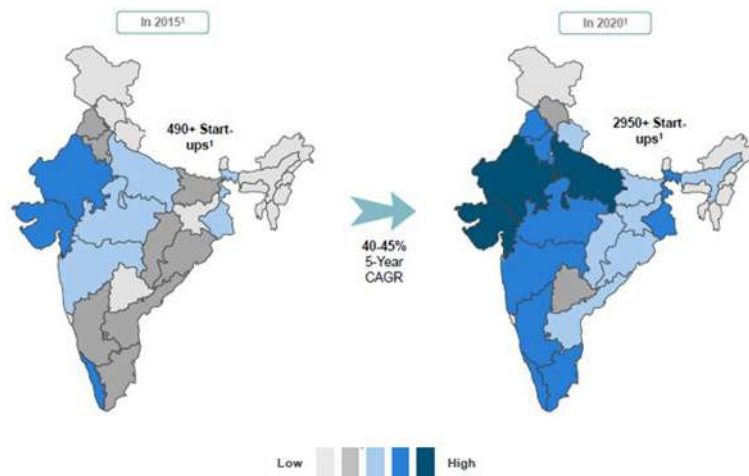 In 2015¹
In 2020¹
490+ Start-
ups¹
2950+ Start-
ups¹
40-45%
5-Year
CAGR
Low
High